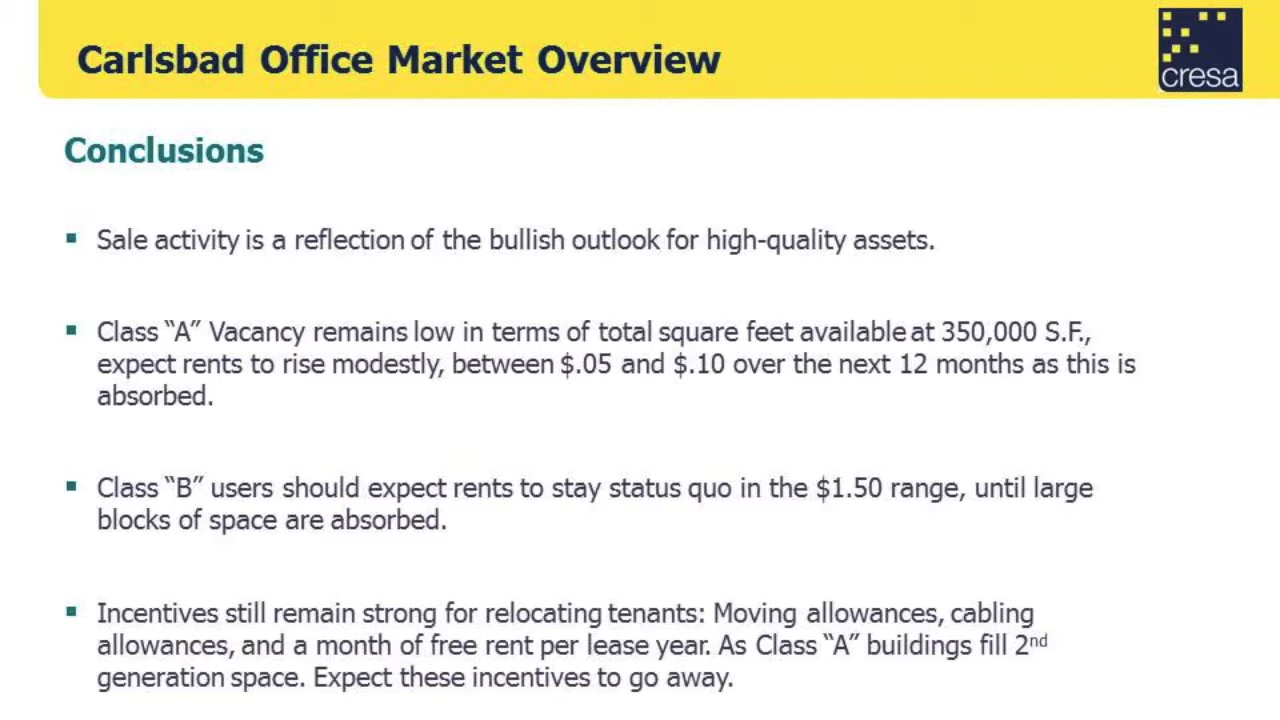 Carlsbad Office Market Overview
cresa
Conclusions
▪ Sale activity is a reflection of the bullish outlook for high-quality assets.
▪ Class “A” Vacancy remains low in terms of total square feet available at 350,000 S.F.,
expect rents to rise modestly, between $.05 and $.10 over the next 12 months as this is
absorbed.
▪ Class “B” users should expect rents to stay status quo in the $1.50 range, until large
blocks of space are absorbed.
▪ Incentives still remain strong for relocating tenants: Moving allowances, cabling
allowances, and a month of free rent per lease year. As Class “A” buildings fill 2nd
generation space. Expect these incentives to go away.